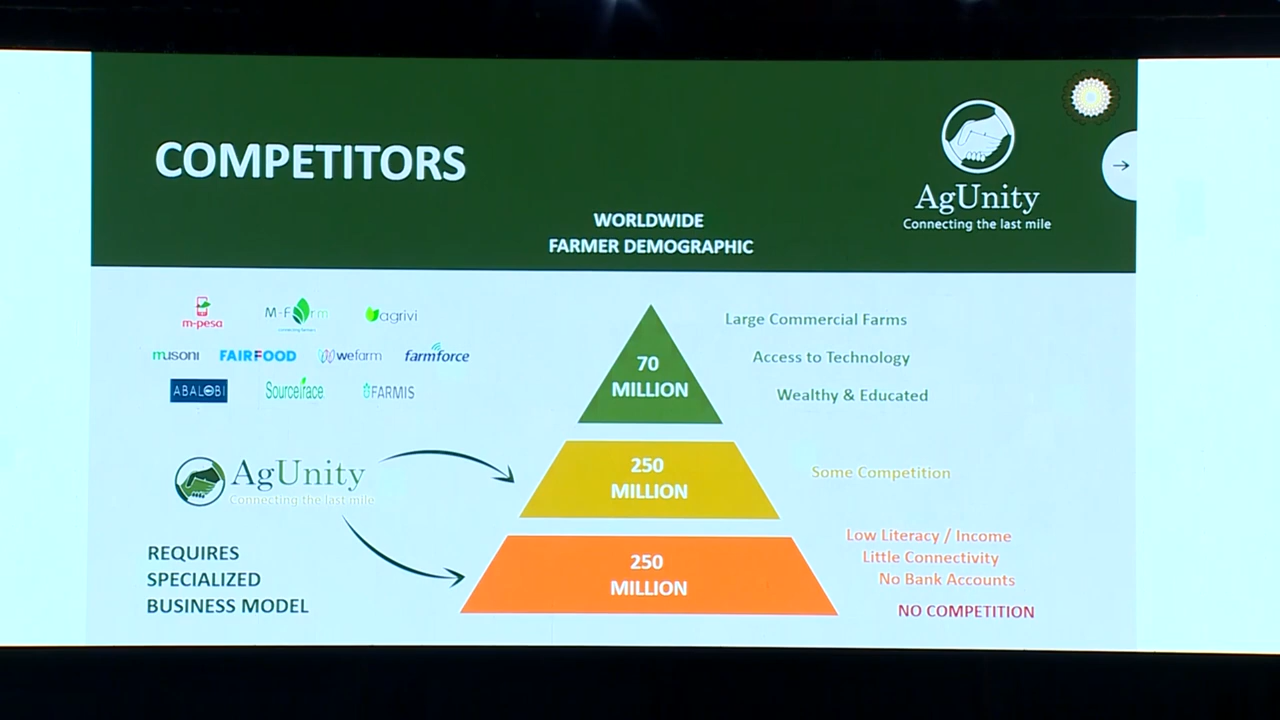 COMPETITORS
AgUnity
Connecting the last mile
WORLDWIDE
FARMER DEMOGRAPHIC
m-pesa
M-Farm
connecting farmers
agrivi
musoni
FAIRFOOD
wefarm
farmforce
ABALOBI
Sourcetrace
FARMIS
70
MILLION
Large Commercial Farms
Access to Technology
Wealthy & Educated
AgUnity
Connecting the last mile
250
MILLION
Some Competition
REQUIRES
SPECIALIZED
BUSINESS MODEL
250
MILLION
Low Literacy / Income
Little Connectivity
No Bank Accounts
NO COMPETITION